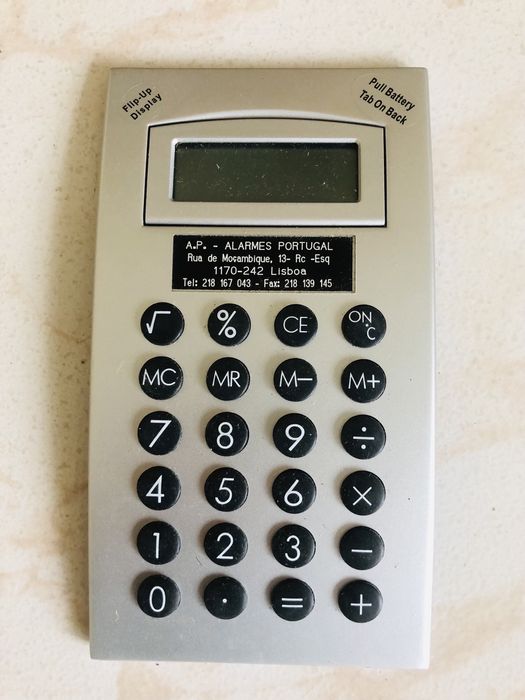 Flip-Up
Display
Pull Battery
Tab On Back
A.P. - ALARMES PORTUGAL
Rua de Moçambique, 13- Rc -Esq
1170-242 Lisboa
Tel: 218 167 043 - Fax: 218 139 145
√ % CE ON/C
MC MR M− M+
7 8 9 ÷
4 5 6 ×
1 2 3 −
0 . = +